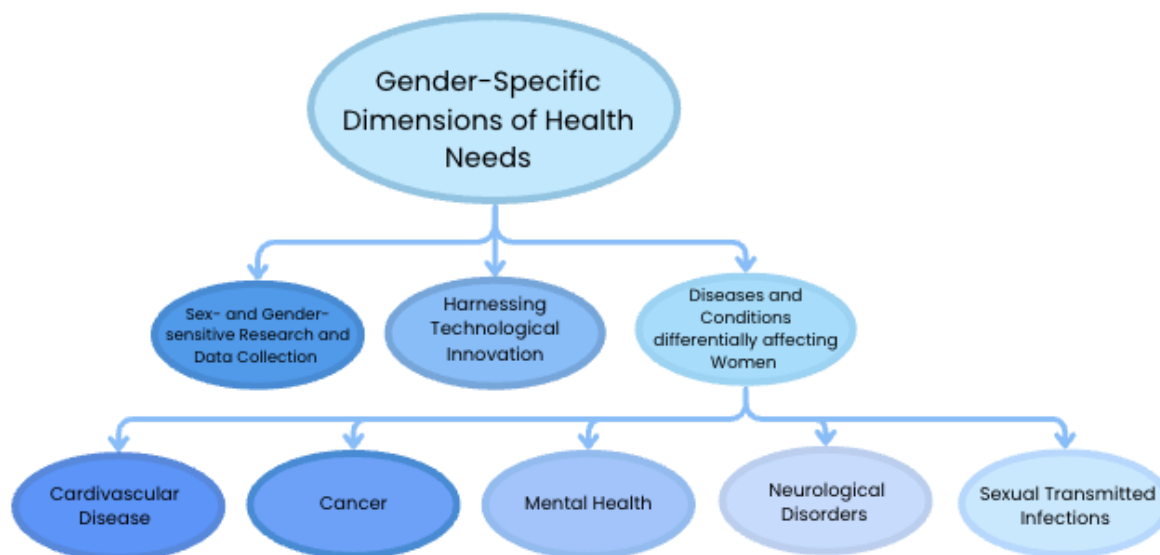 Gender-Specific
Dimensions of Health
Needs
Sex- and Gender-
sensitive Research and
Data Collection
Harnessing
Technological
Innovation
Diseases and
Conditions
differentially affecting
Women
Cardivascular
Disease
Cancer
Mental Health
Neurological
Disorders
Sexual Transmitted
Infections